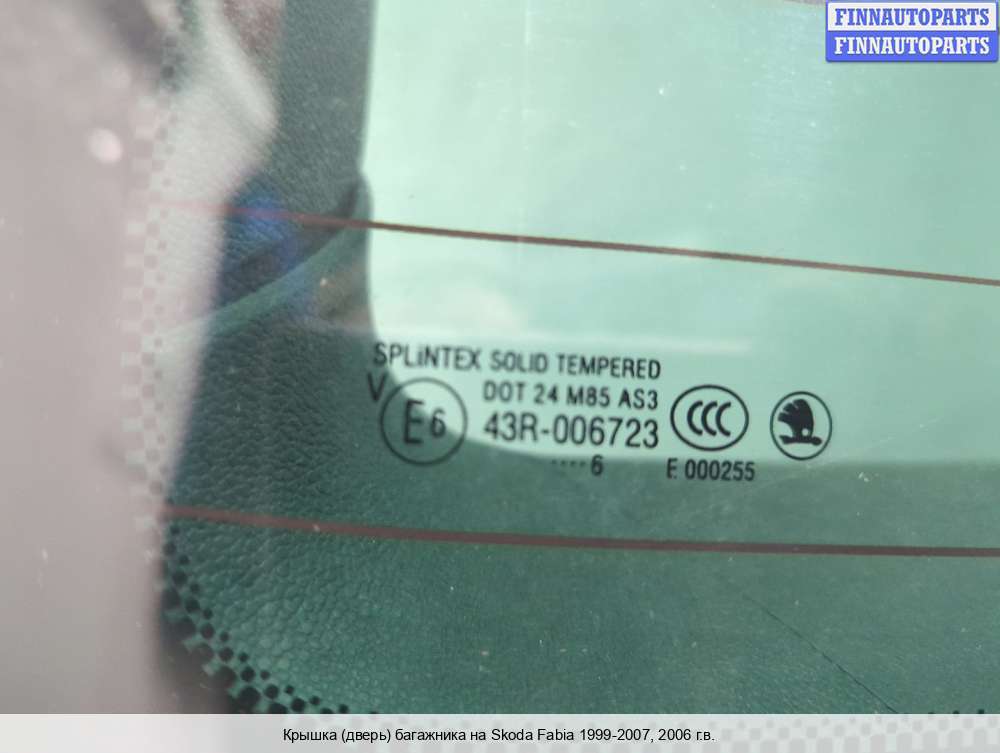 FINNAUTOPARTS
FINNAUTOPARTS
SPLiNTEX SOLID TEMPERED
V
E6
DOT 24 M85 AS3
43R-006723
CCC
....6
E 000255
Крышка (дверь) багажника на Skoda Fabia 1999-2007, 2006 г.в.